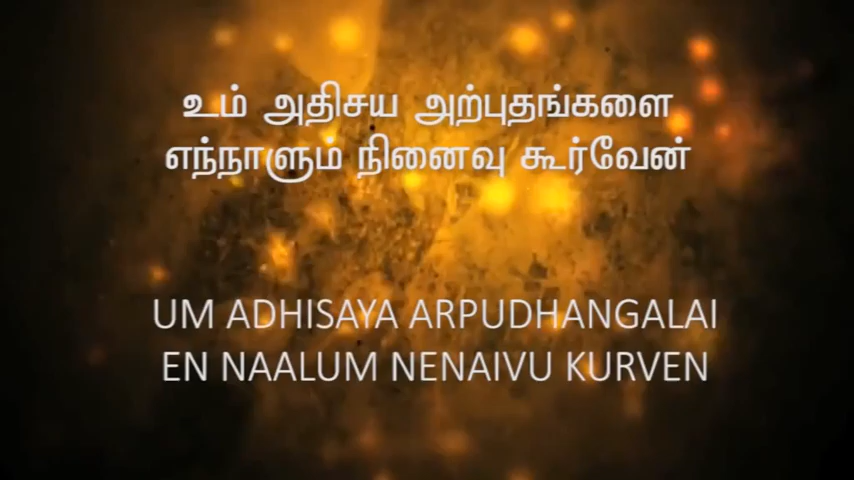 உம் அதிசய அற்புதங்களை
எந்நாளும் நினைவு கூர்வேன்
UM ADHISAYA ARPUDHANGALAI
EN NAALUM NENAIVU KURVEN